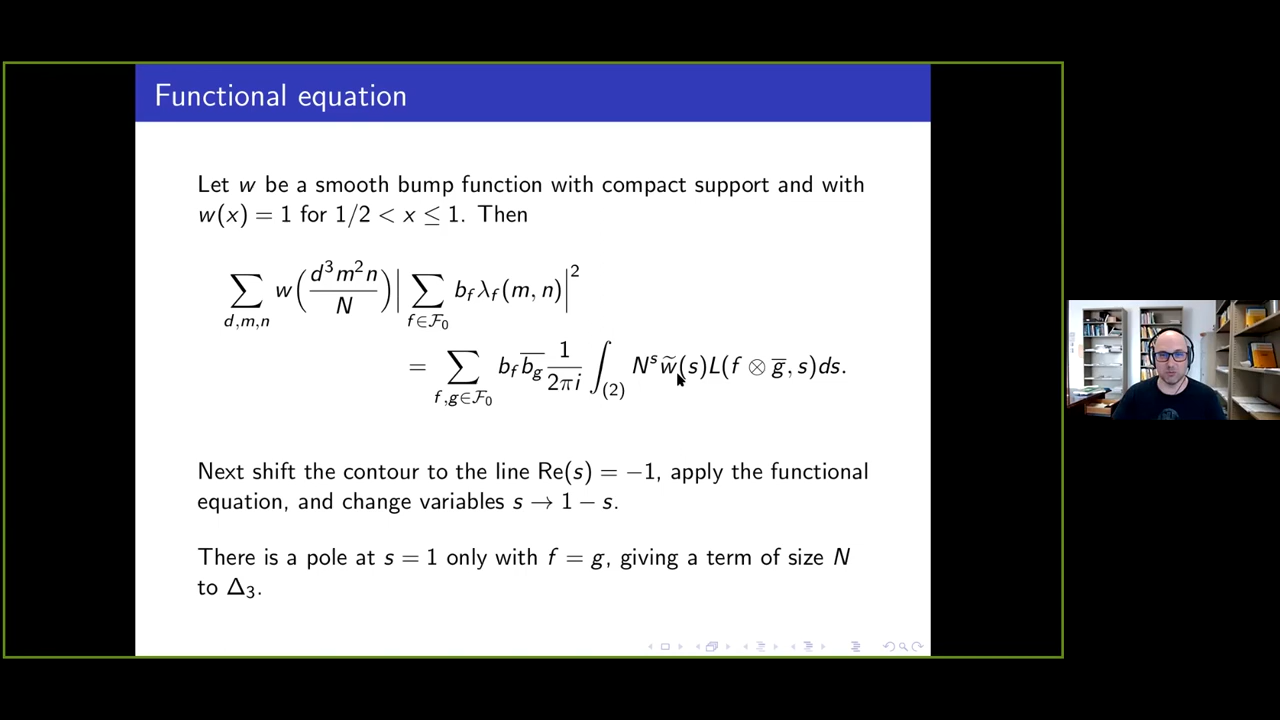 Functional equation
Let w be a smooth bump function with compact support and with
w(x) = 1 for 1/2 < x ≤ 1. Then
∑_{d,m,n} w(d³m²n / N) | ∑_{f∈F₀} b_f λ_f(m, n) |²
= ∑_{f,g∈F₀} b_f \overline{b_g} 1/(2πi) ∫_{(2)} N^s w̃(s)L(f ⊗ \overline{g}, s)ds.
Next shift the contour to the line Re(s) = −1, apply the functional
equation, and change variables s → 1 − s.
There is a pole at s = 1 only with f = g, giving a term of size N
to Δ₃.